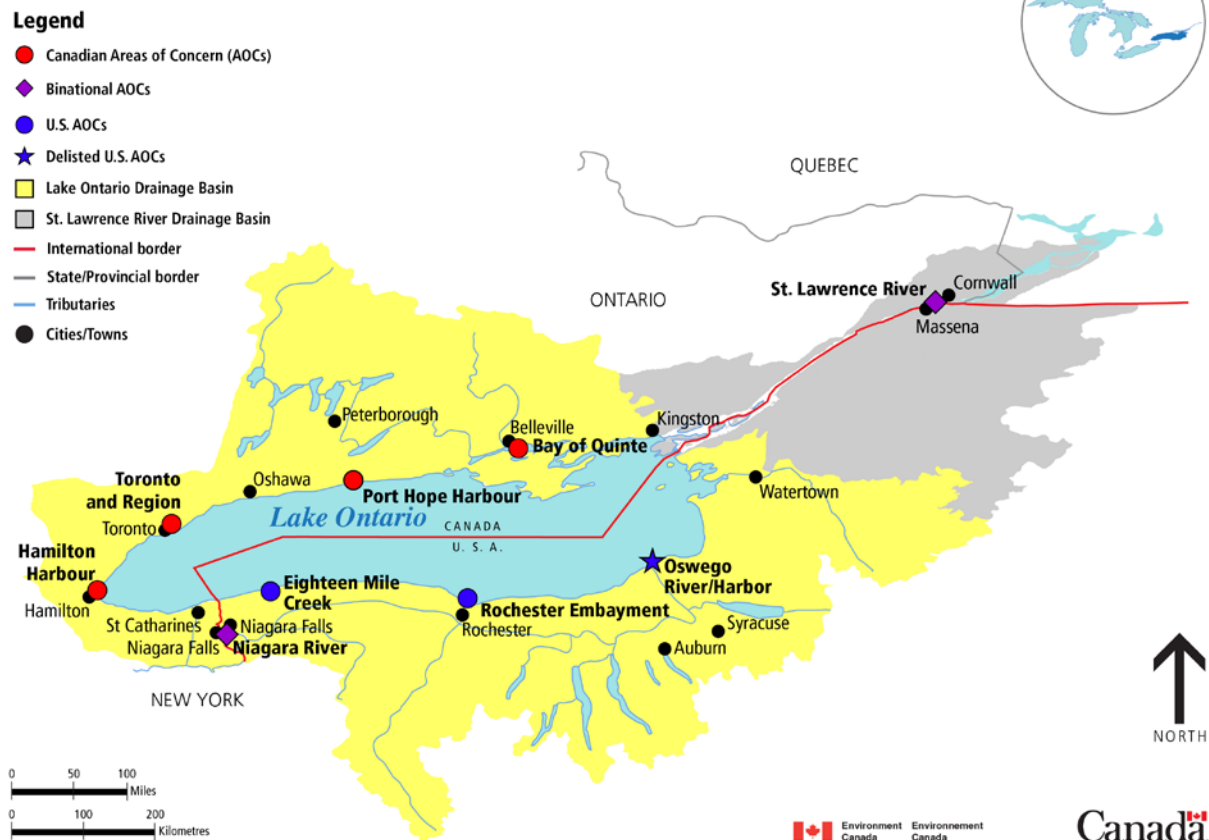 Legend
Canadian Areas of Concern (AOCs)
Binational AOCs
U.S. AOCs
Delisted U.S. AOCs
Lake Ontario Drainage Basin
St. Lawrence River Drainage Basin
International border
State/Provincial border
Tributaries
Cities/Towns
QUEBEC
ONTARIO
St. Lawrence River
Cornwall
Massena
Peterborough
Belleville
Bay of Quinte
Kingston
Toronto
and Region
Toronto
Oshawa
Port Hope Harbour
Watertown
Lake Ontario
CANADA
U. S. A.
Hamilton
Harbour
Hamilton
Eighteen Mile
Creek
Oswego
River/Harbor
Rochester Embayment
Rochester
St Catharines
Niagara Falls
Niagara Falls
Niagara River
Syracuse
Auburn
NEW YORK
NORTH
0 50 100
Miles
0 100 200
Kilometres
Environment Environnement
Canada Canada
Canada